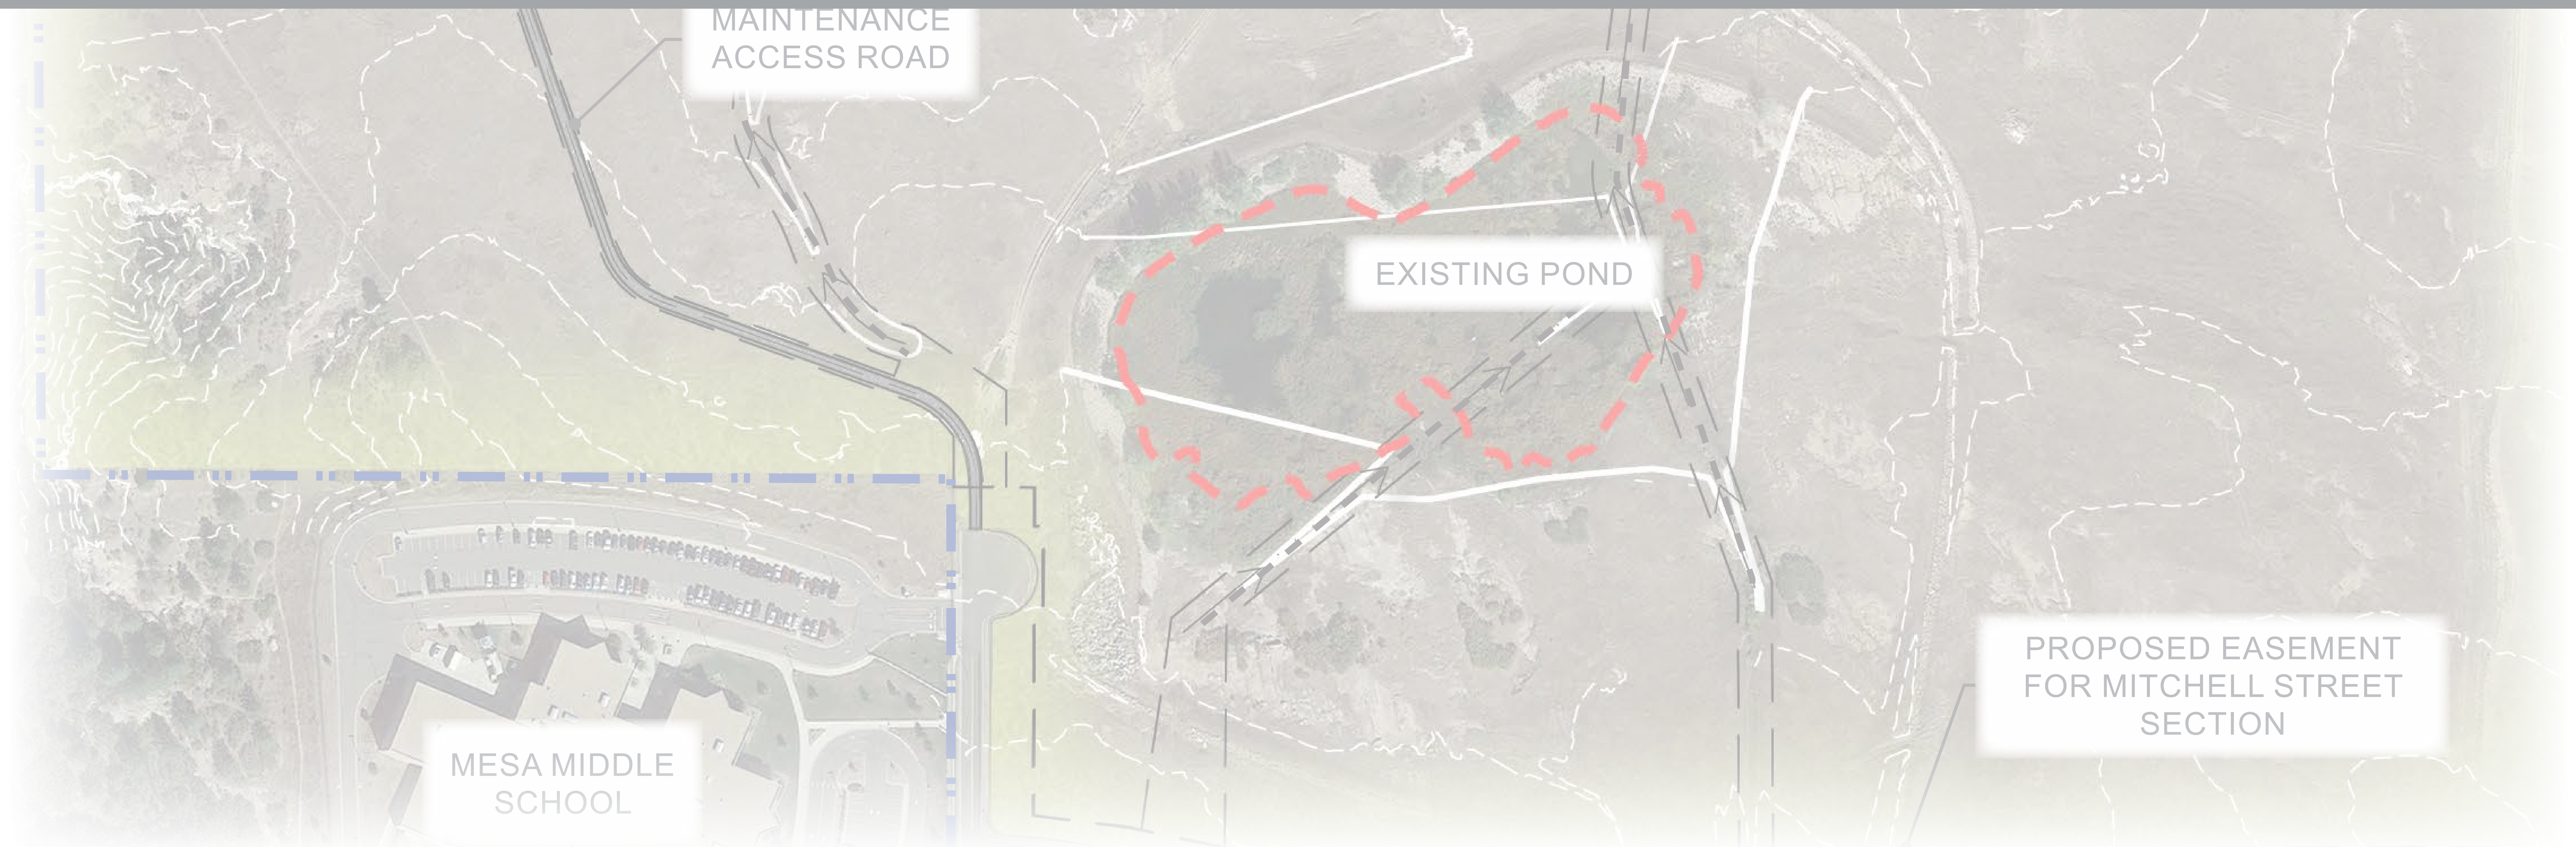 MAINTENANCE
ACCESS ROAD
EXISTING POND
PROPOSED EASEMENT
FOR MITCHELL STREET
SECTION
MESA MIDDLE
SCHOOL